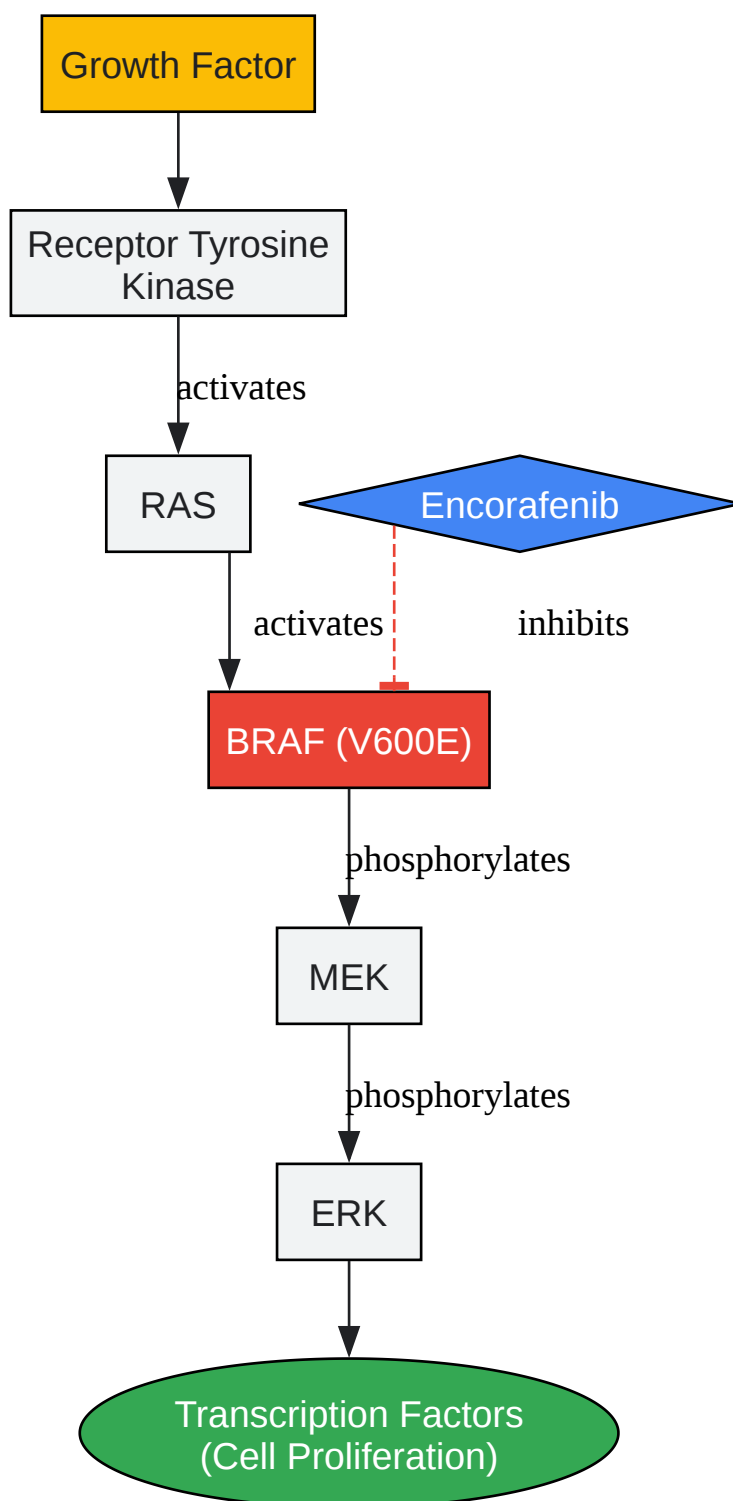 Growth Factor
Receptor Tyrosine
Kinase
activates
RAS
Encorafenib
activates
inhibits
BRAF (V600E)
phosphorylates
MEK
phosphorylates
ERK
Transcription Factors
(Cell Proliferation)